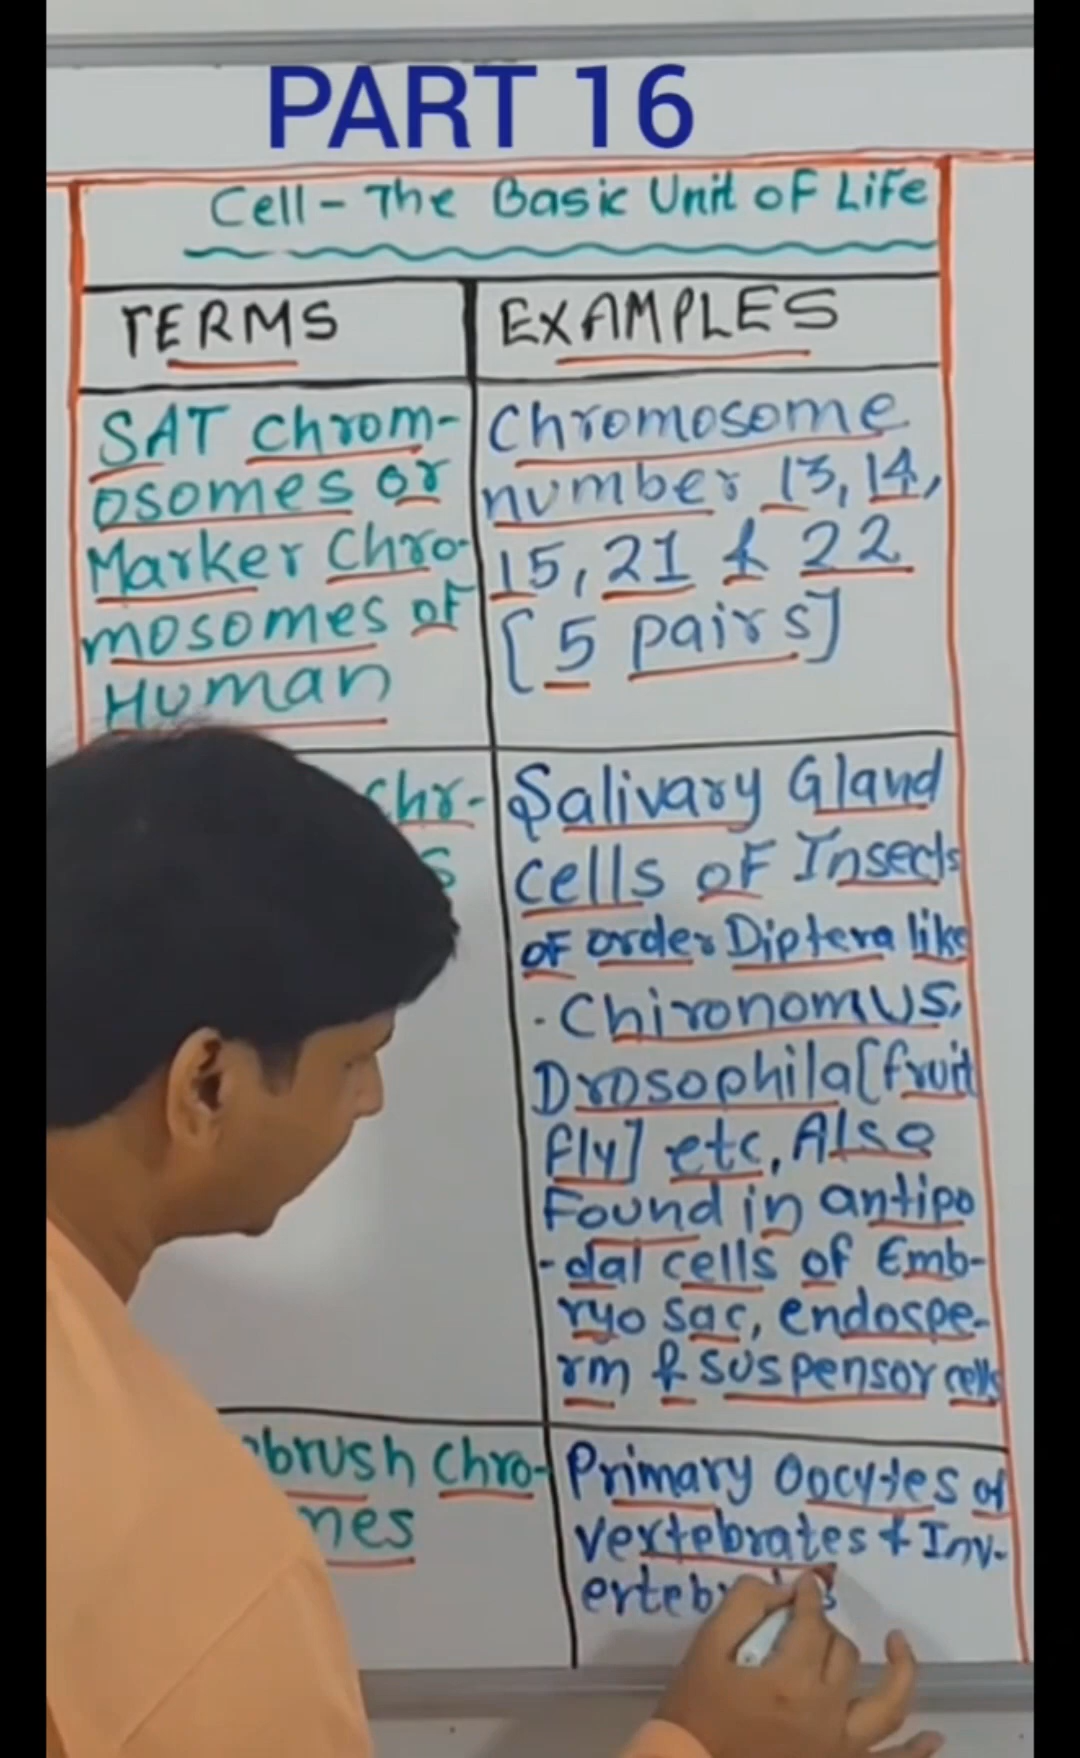 PART 16
Cell - The Basic Unit of Life
TERMS
EXAMPLES
SAT Chrom-
osomes or
Marker Chro-
mosomes of
Human
Chromosome
number 13, 14,
15, 21 & 22
[5 pairs]
Chr-
Salivary Gland
cells of Insects
of order Diptera like
- Chironomus,
Drosophila [fruit
fly] etc, Also
Found in antipo
-dal cells of Emb-
ryo sac, endospe-
rm & suspensor cells
brush Chro-
mes
Primary Oocytes of
vertebrates & Inv-